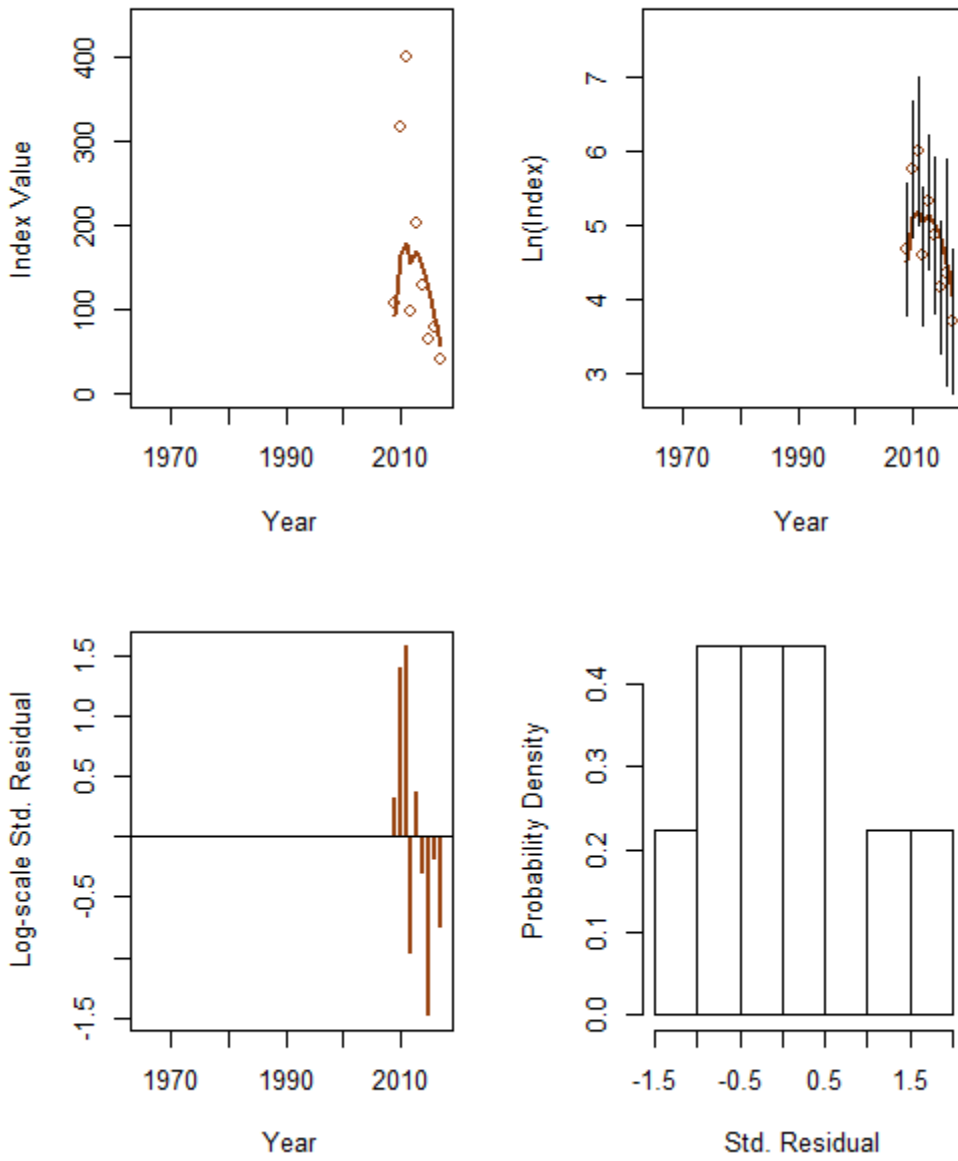 Index Value
400
300
200
100
0
1970 1990 2010
Year
Ln(Index)
7
6
5
4
3
1970 1990 2010
Year
Log-scale Std. Residual
1.5
1.0
0.5
-0.5
-1.5
1970 1990 2010
Year
Probability Density
0.4
0.3
0.2
0.1
0.0
-1.5 -0.5 0.5 1.5
Std. Residual